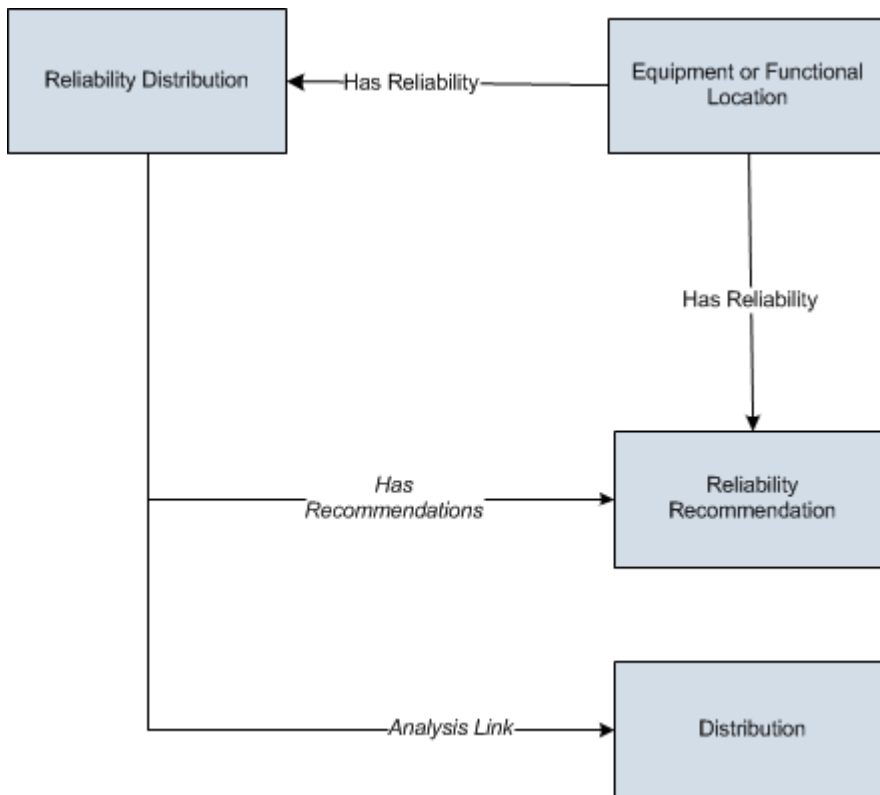 Reliability Distribution
Has Reliability
Equipment or Functional
Location
Has Reliability
Has
Recommendations
Reliability
Recommendation
Analysis Link
Distribution